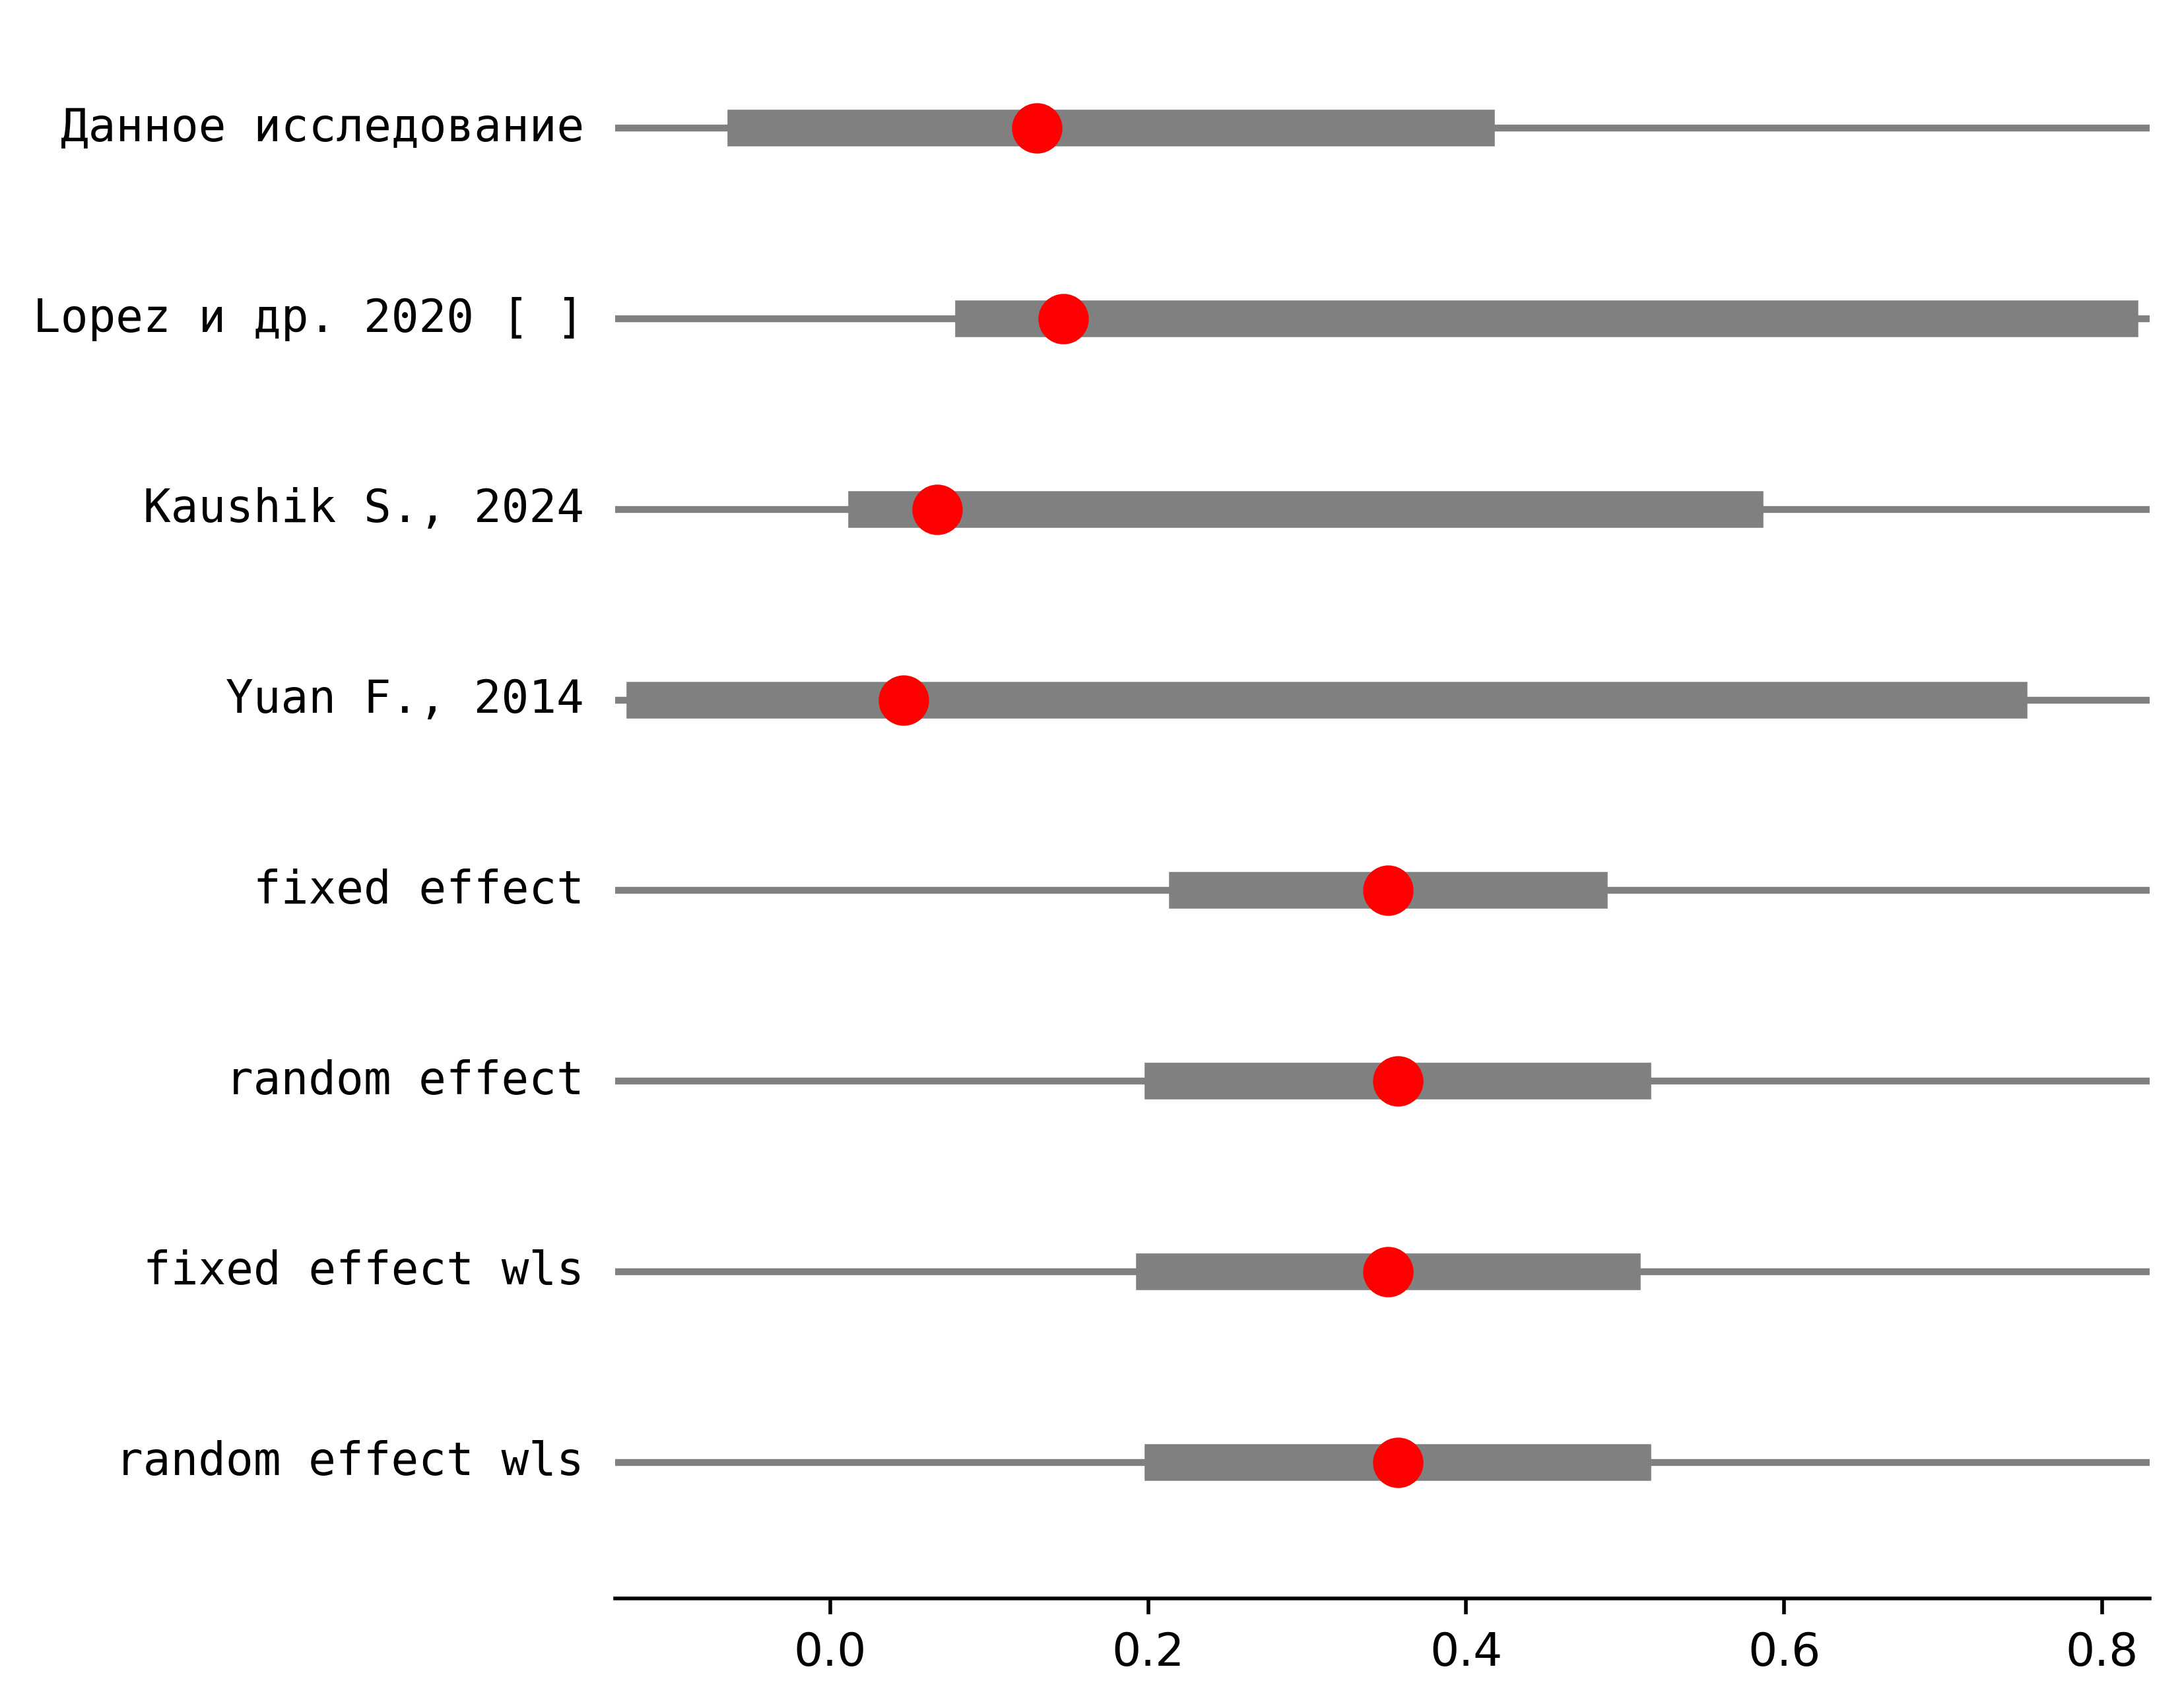 Данное исследование
Lopez и др. 2020 [ ]
Kaushik S., 2024
Yuan F., 2014
fixed effect
random effect
fixed effect wls
random effect wls
0.0 0.2 0.4 0.6 0.8